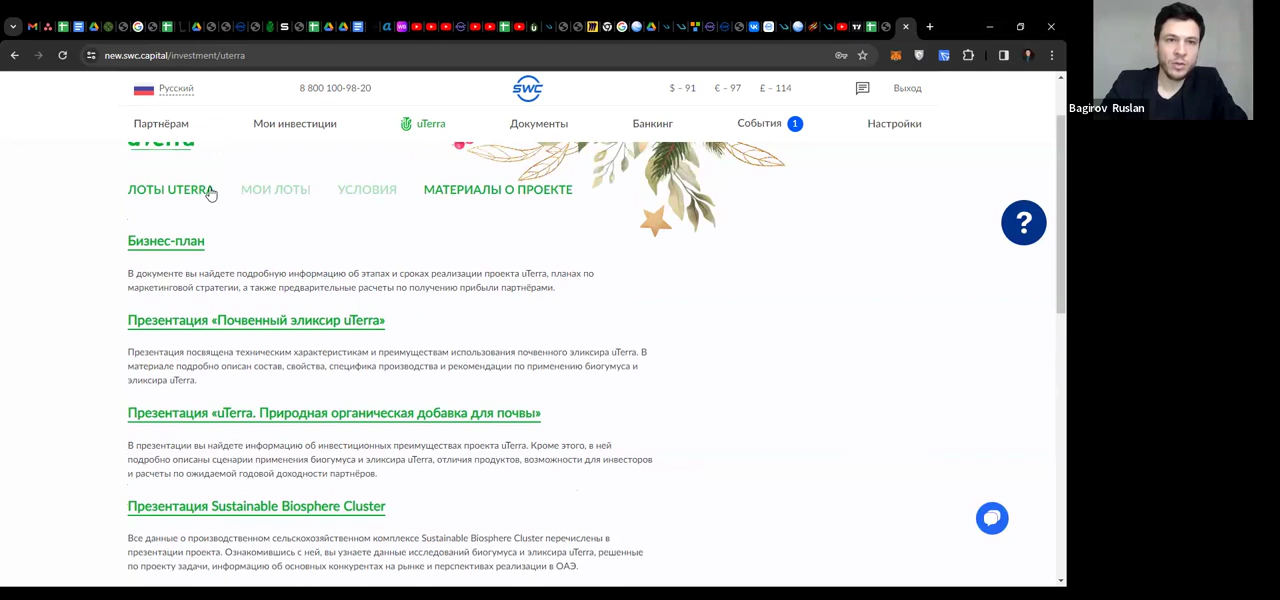 new.swc.capital/investment/uterra
Bagirov Ruslan
Русский
8 800 100-98-20
SWC
$ – 91
€ – 97
£ – 114
Выход
Партнёрам
Мои инвестиции
uTerra
Документы
Банкинг
События 1
Настройки
uTerra
ЛОТЫ UTERRA
МОИ ЛОТЫ
УСЛОВИЯ
МАТЕРИАЛЫ О ПРОЕКТЕ
?
Бизнес-план
В документе вы найдете подробную информацию об этапах и сроках реализации проекта uTerra, планах по
маркетинговой стратегии, а также предварительные расчеты по получению прибыли партнёрами.
Презентация «Почвенный эликсир uTerra»
Презентация посвящена техническим характеристикам и преимуществам использования почвенного эликсира uTerra. В
материале подробно описан состав, свойства, специфика производства и рекомендации по применению биогумуса и
эликсира uTerra.
Презентация «uTerra. Природная органическая добавка для почвы»
В презентации вы найдете информацию об инвестиционных преимуществах проекта uTerra. Кроме этого, в ней
подробно описаны сценарии применения биогумуса и эликсира uTerra, отличия продуктов, возможности для инвесторов
и расчеты по ожидаемой годовой доходности партнёров.
Презентация Sustainable Biosphere Cluster
Все данные о производственном сельскохозяйственном комплексе Sustainable Biosphere Cluster перечислены в
презентации проекта. Ознакомившись с ней, вы узнаете данные исследований биогумуса и эликсира uTerra, решенные
по проекту задачи, информацию об основных конкурентах на рынке и перспективах реализации в ОАЭ.